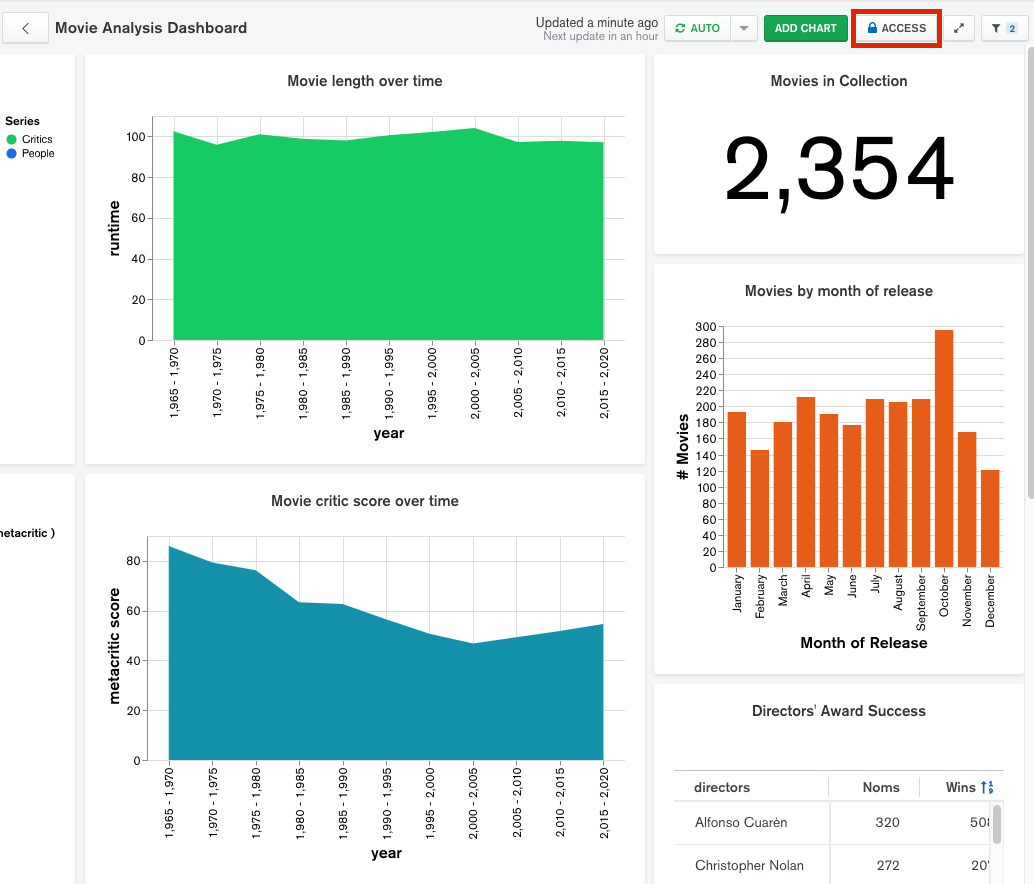 Movie Analysis Dashboard
Updated a minute ago
Next update in an hour
AUTO
ADD CHART
ACCESS
2
Series
Critics
People
Movie length over time
runtime
100
80
60
40
20
0
1,965 - 1,970
1,970 - 1,975
1,975 - 1,980
1,980 - 1,985
1,985 - 1,990
1,990 - 1,995
1,995 - 2,000
2,000 - 2,005
2,005 - 2,010
2,010 - 2,015
2,015 - 2,020
year
Movies in Collection
2,354
Movies by month of release
# Movies
300
280
260
240
220
200
180
160
140
120
100
80
60
40
20
0
January
February
March
April
May
June
July
August
September
October
November
December
Month of Release
etacritic )
Movie critic score over time
metacritic score
80
60
40
20
0
1,965 - 1,970
1,970 - 1,975
1,975 - 1,980
1,980 - 1,985
1,985 - 1,990
1,990 - 1,995
1,995 - 2,000
2,000 - 2,005
2,005 - 2,010
2,010 - 2,015
2,015 - 2,020
year
Directors' Award Success
directors Noms Wins
Alfonso Cuarèn 320
Christopher Nolan 272